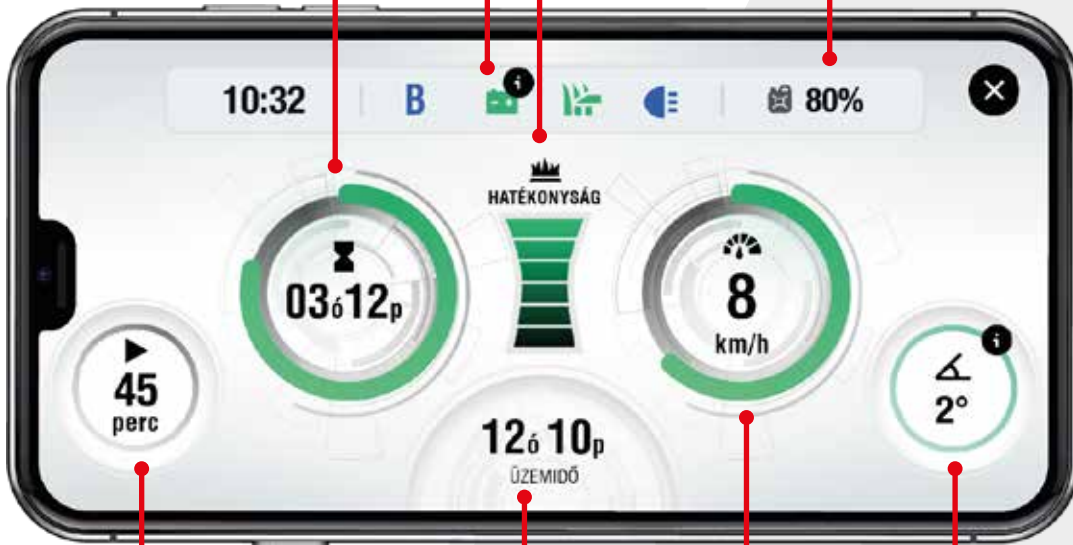 10:32 B 80%
HATÉKONYSÁG
03ó12p
8
km/h
45
perc
2°
12ó 10p
ÜZEMIDŐ